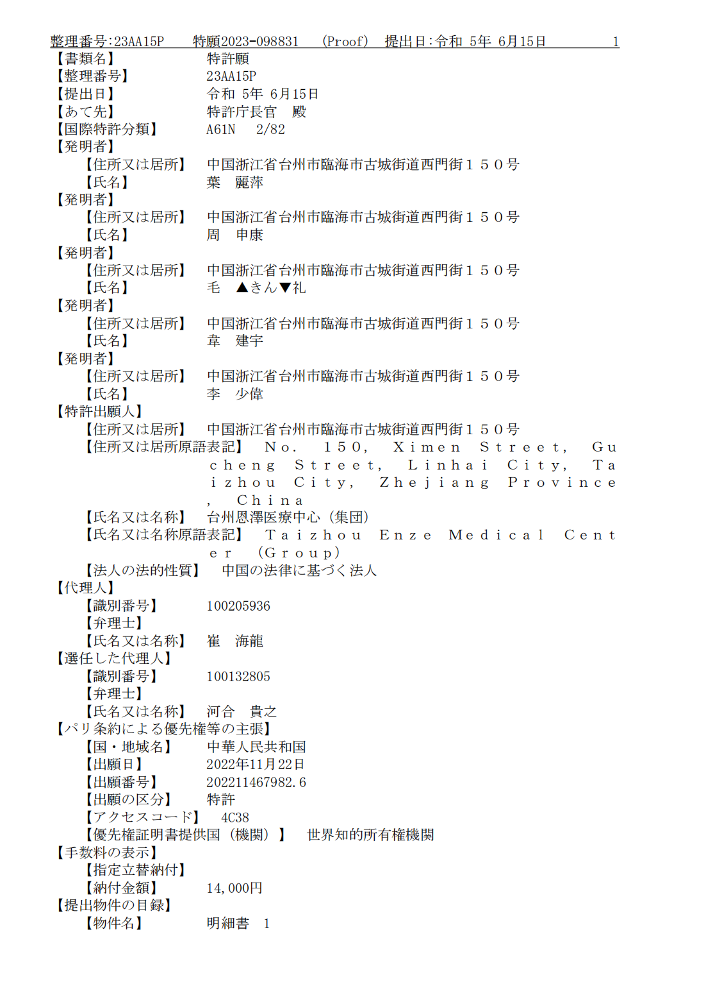 整理番号:23AA15P　特願2023-098831　(Proof)　提出日:令和 5年 6月15日　1
【書類名】　特許願
【整理番号】　23AA15P
【提出日】　令和 5年 6月15日
【あて先】　特許庁長官　殿
【国際特許分類】　A61N　2/82
【発明者】
【住所又は居所】　中国浙江省台州市臨海市古城街道西門街１５０号
【氏名】　葉　麗萍
【発明者】
【住所又は居所】　中国浙江省台州市臨海市古城街道西門街１５０号
【氏名】　周　申康
【発明者】
【住所又は居所】　中国浙江省台州市臨海市古城街道西門街１５０号
【氏名】　毛　▲きん▼礼
【発明者】
【住所又は居所】　中国浙江省台州市臨海市古城街道西門街１５０号
【氏名】　韋　建宇
【発明者】
【住所又は居所】　中国浙江省台州市臨海市古城街道西門街１５０号
【氏名】　李　少偉
【特許出願人】
【住所又は居所】　中国浙江省台州市臨海市古城街道西門街１５０号
【住所又は居所原語表記】　Ｎｏ．　１５０，　Ｘｉｍｅｎ　Ｓｔｒｅｅｔ，　Ｇｕ
ｃｈｅｎｇ　Ｓｔｒｅｅｔ，　Ｌｉｎｈａｉ　Ｃｉｔｙ，　Ｔａ
ｉｚｈｏｕ　Ｃｉｔｙ，　Ｚｈｅｊｉａｎｇ　Ｐｒｏｖｉｎｃｅ
，　Ｃｈｉｎａ
【氏名又は名称】　台州恩澤医療中心（集団）
【氏名又は名称原語表記】　Ｔａｉｚｈｏｕ　Ｅｎｚｅ　Ｍｅｄｉｃａｌ　Ｃｅｎｔ
ｅｒ　（Ｇｒｏｕｐ）
【法人の法的性質】　中国の法律に基づく法人
【代理人】
【識別番号】　100205936
【弁理士】
【氏名又は名称】　崔　海龍
【選任した代理人】
【識別番号】　100132805
【弁理士】
【氏名又は名称】　河合　貴之
【パリ条約による優先権等の主張】
【国・地域名】　中華人民共和国
【出願日】　2022年11月22日
【出願番号】　202211467982.6
【出願の区分】　特許
【アクセスコード】　4C38
【優先権証明書提供国（機関）】　世界知的所有権機関
【手数料の表示】
【指定立替納付】
【納付金額】　14,000円
【提出物件の目録】
【物件名】　明細書　1